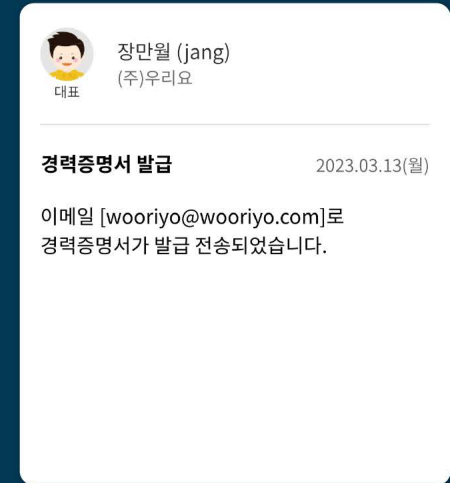 장만월 (jang)
(주)우리요
대표
경력증명서 발급
2023.03.13(월)
이메일 [wooriyo@wooriyo.com]로
경력증명서가 발급 전송되었습니다.